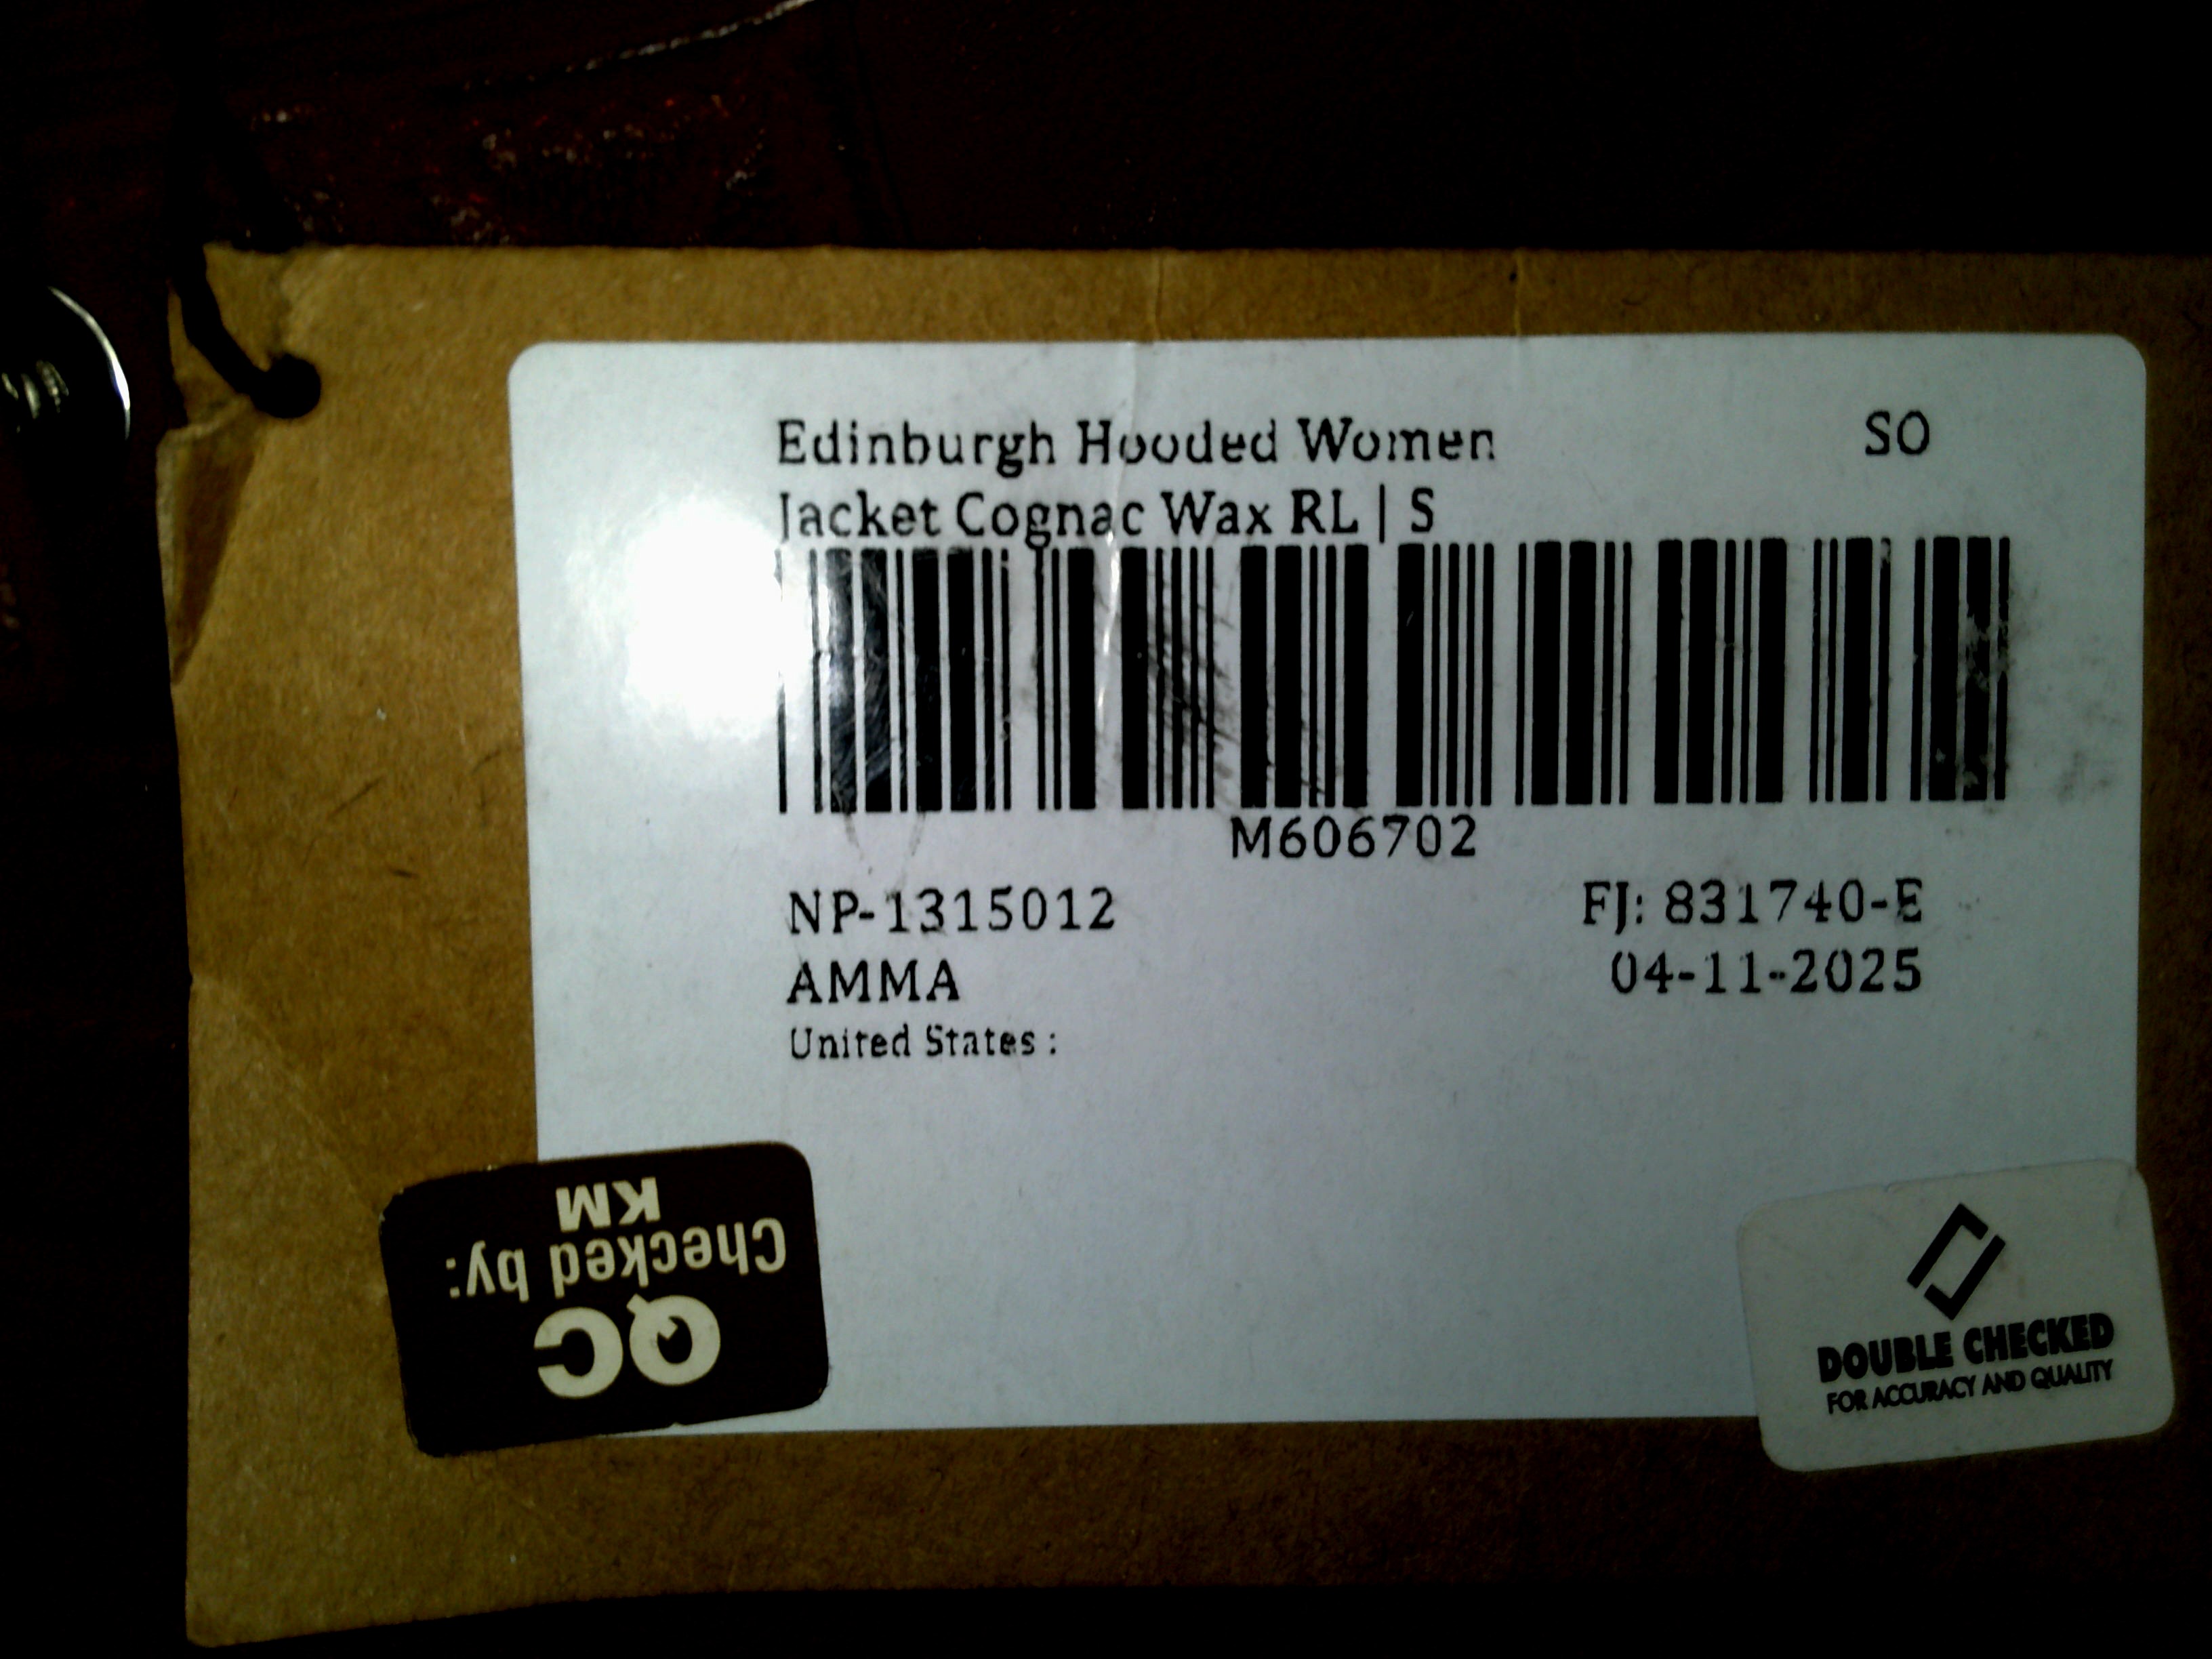 Edinburgh Hooded Women SO
Jacket Cognac Wax RL | S
M606702
NP-1315012 FJ: 831740-E
AMMA 04-11-2025
United States :
QC
Checked by:
KM
DOUBLE CHECKED
FOR ACCURACY AND QUALITY